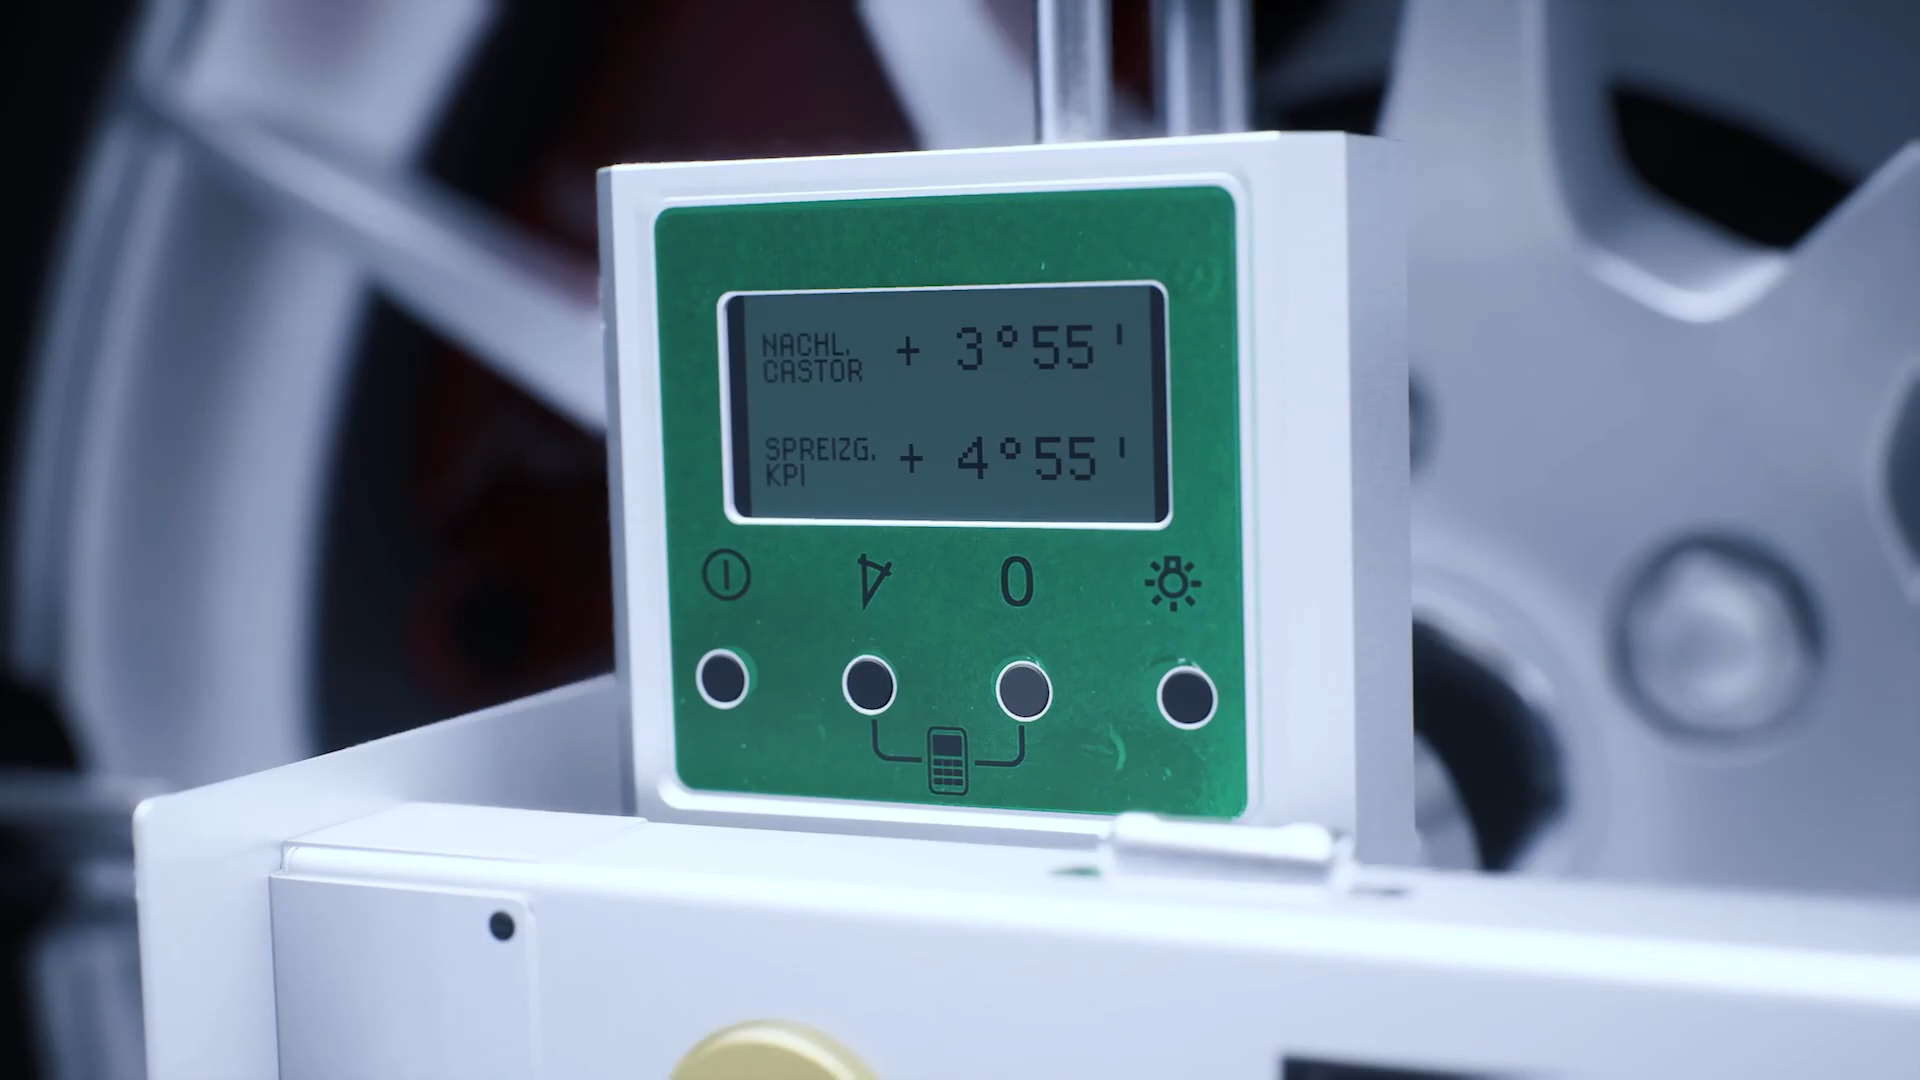 NACHL. + 3°55'
CASTOR
SPREIZG. + 4°55'
KPI
0